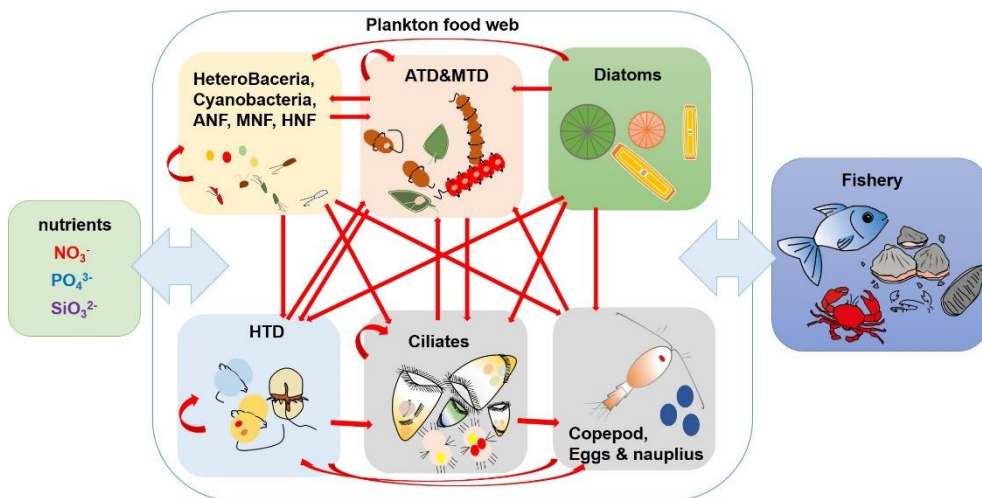 Plankton food web
HeteroBaceria,
Cyanobacteria,
ANF, MNF, HNF
ATD&MTD
Diatoms
nutrients
NO₃⁻
PO₄³⁻
SiO₃²⁻
Fishery
HTD
Ciliates
Copepod,
Eggs & nauplius